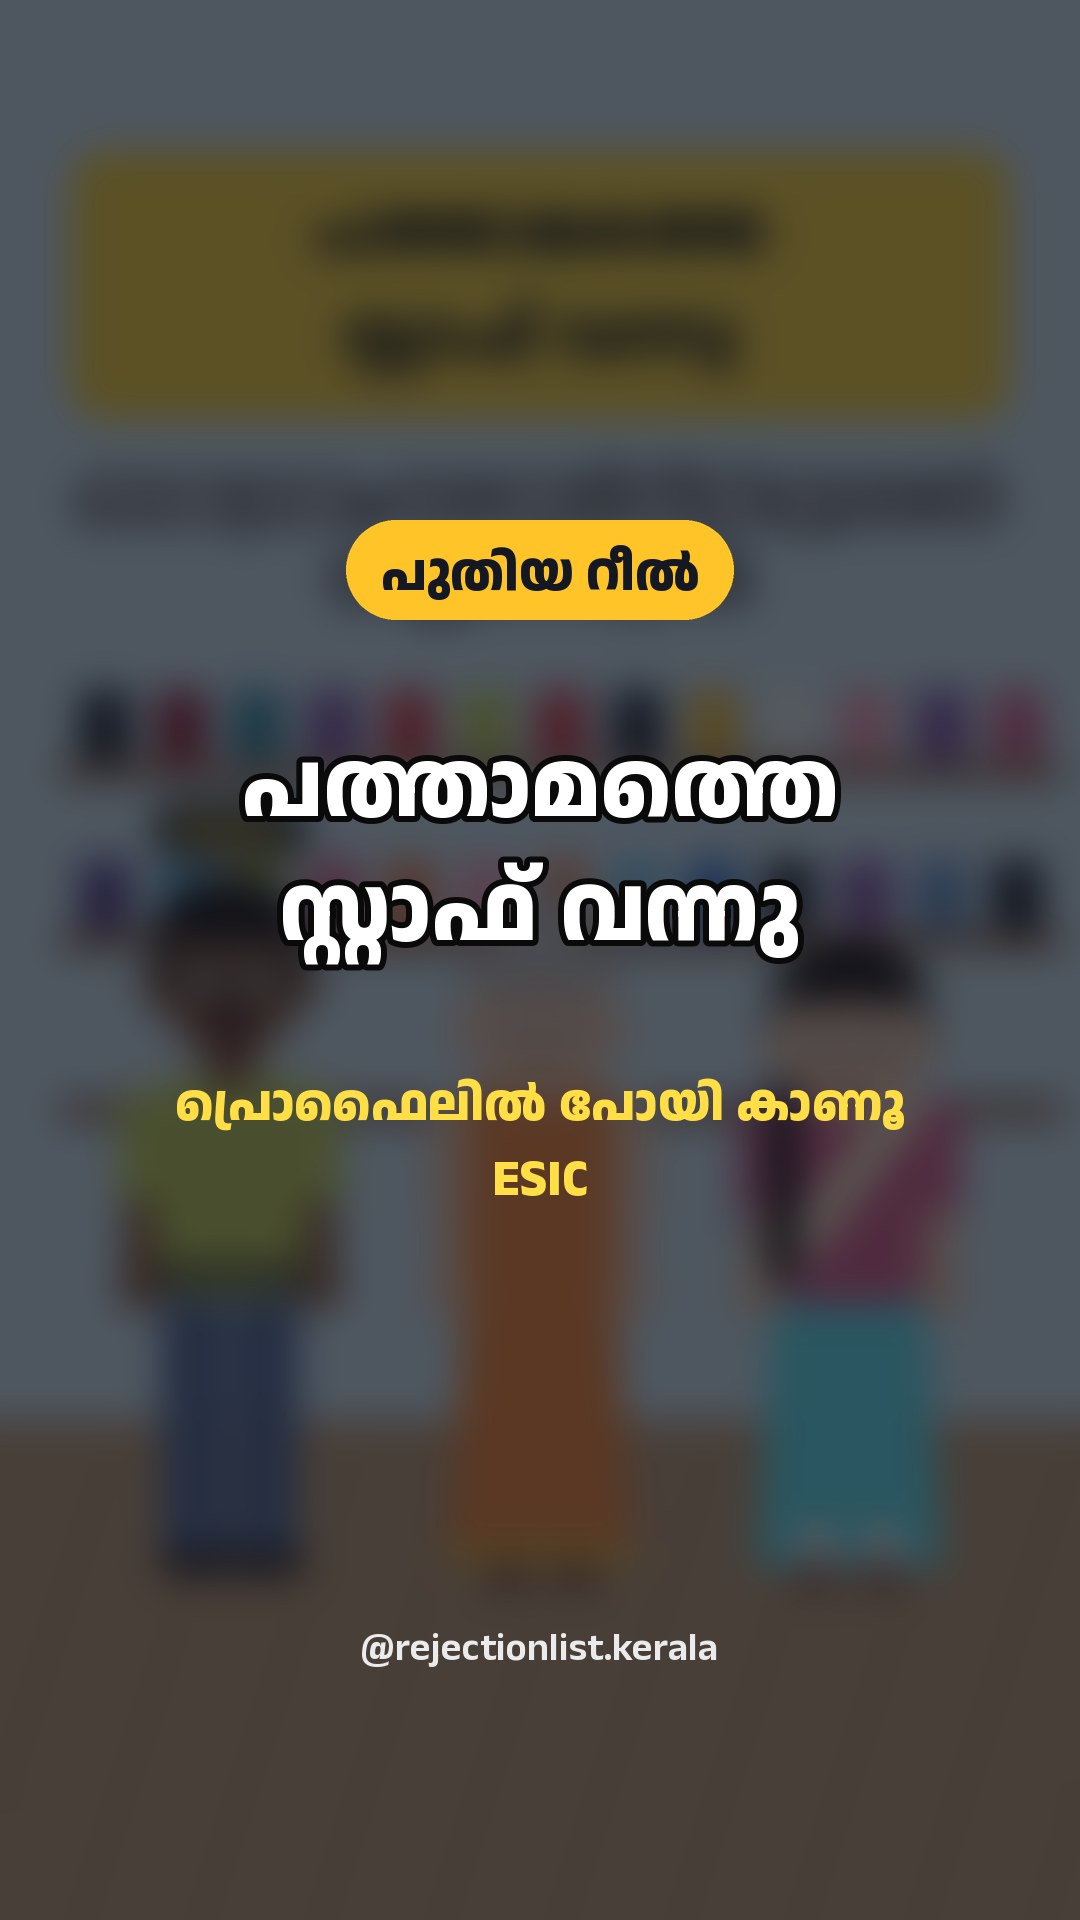 പുതിയ റീൽ
പത്താമത്തെ
സ്റ്റാഫ് വന്നു
പ്രൊഫൈലിൽ പോയി കാണൂ
ESIC
@rejectionlist.kerala